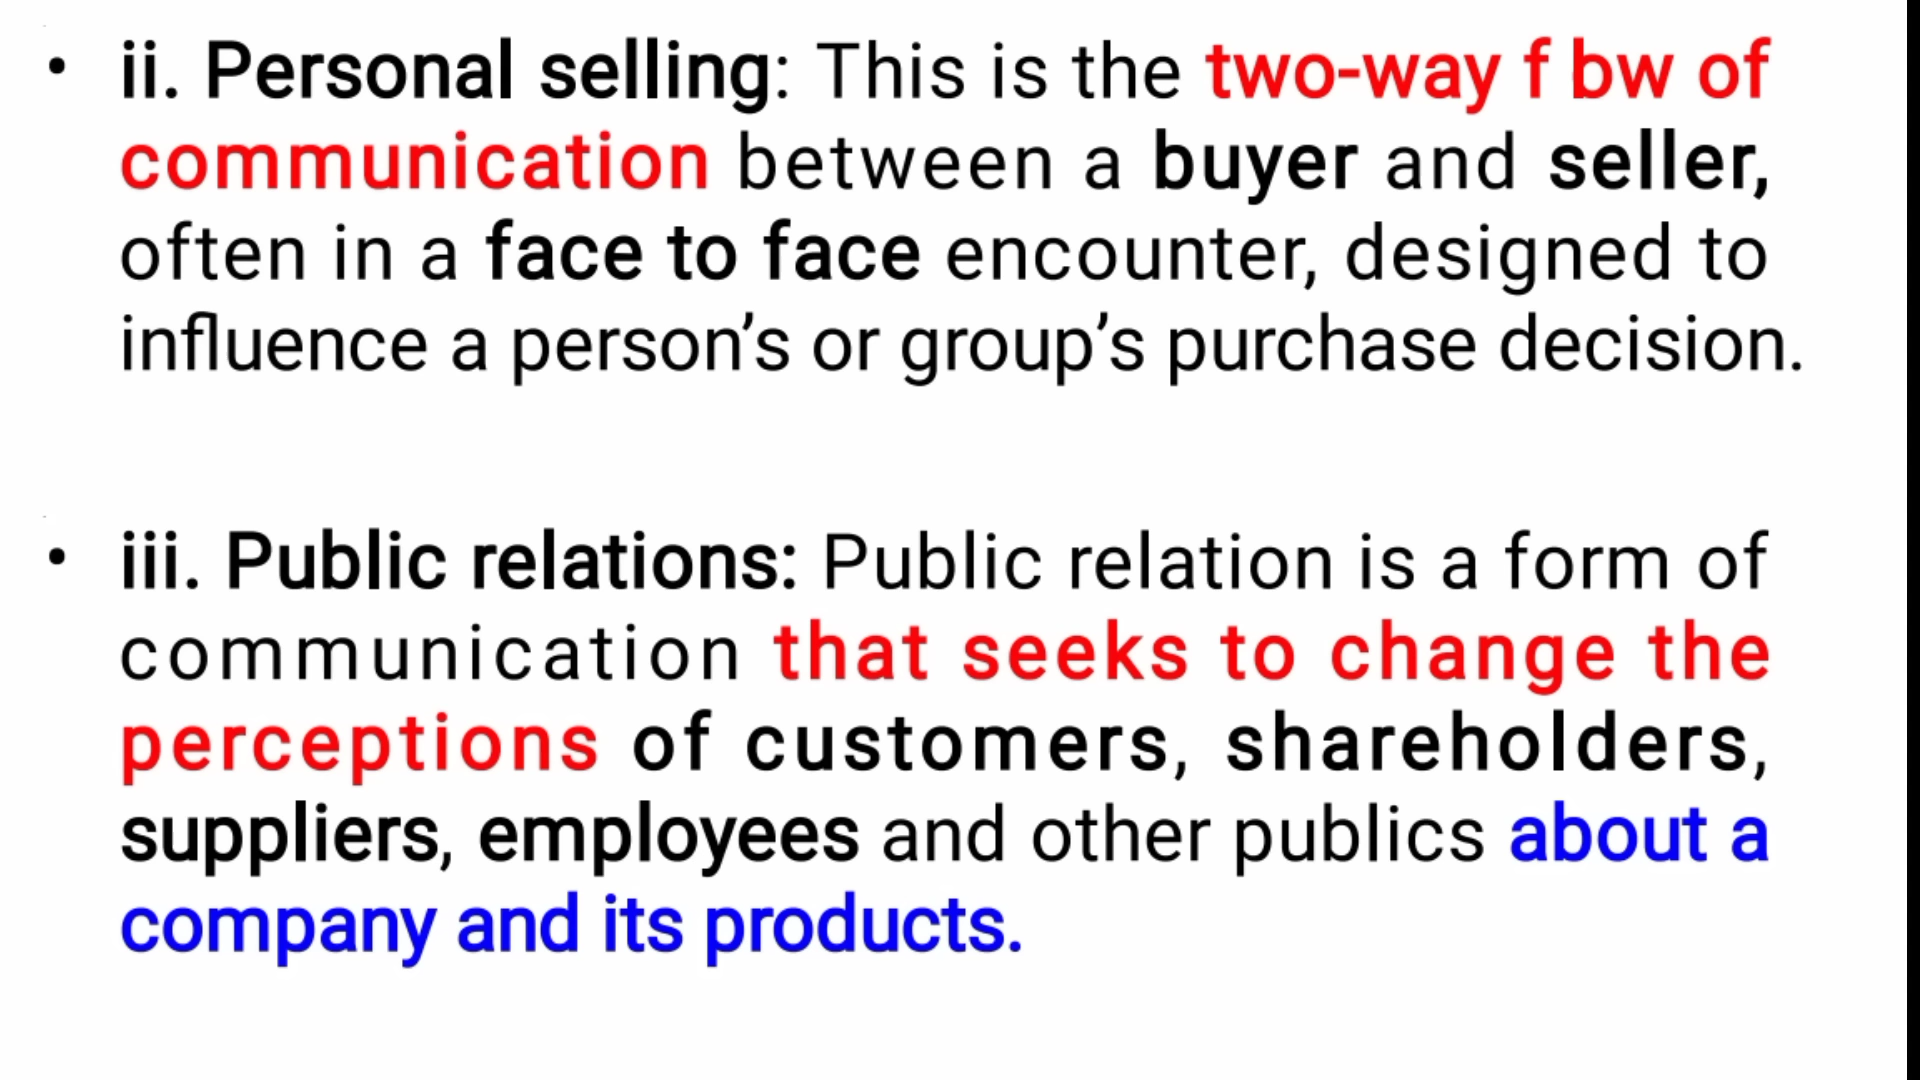 • ii. Personal selling: This is the two-way f bw of
communication between a buyer and seller,
often in a face to face encounter, designed to
influence a person’s or group’s purchase decision.
• iii. Public relations: Public relation is a form of
communication that seeks to change the
perceptions of customers, shareholders,
suppliers, employees and other publics about a
company and its products.